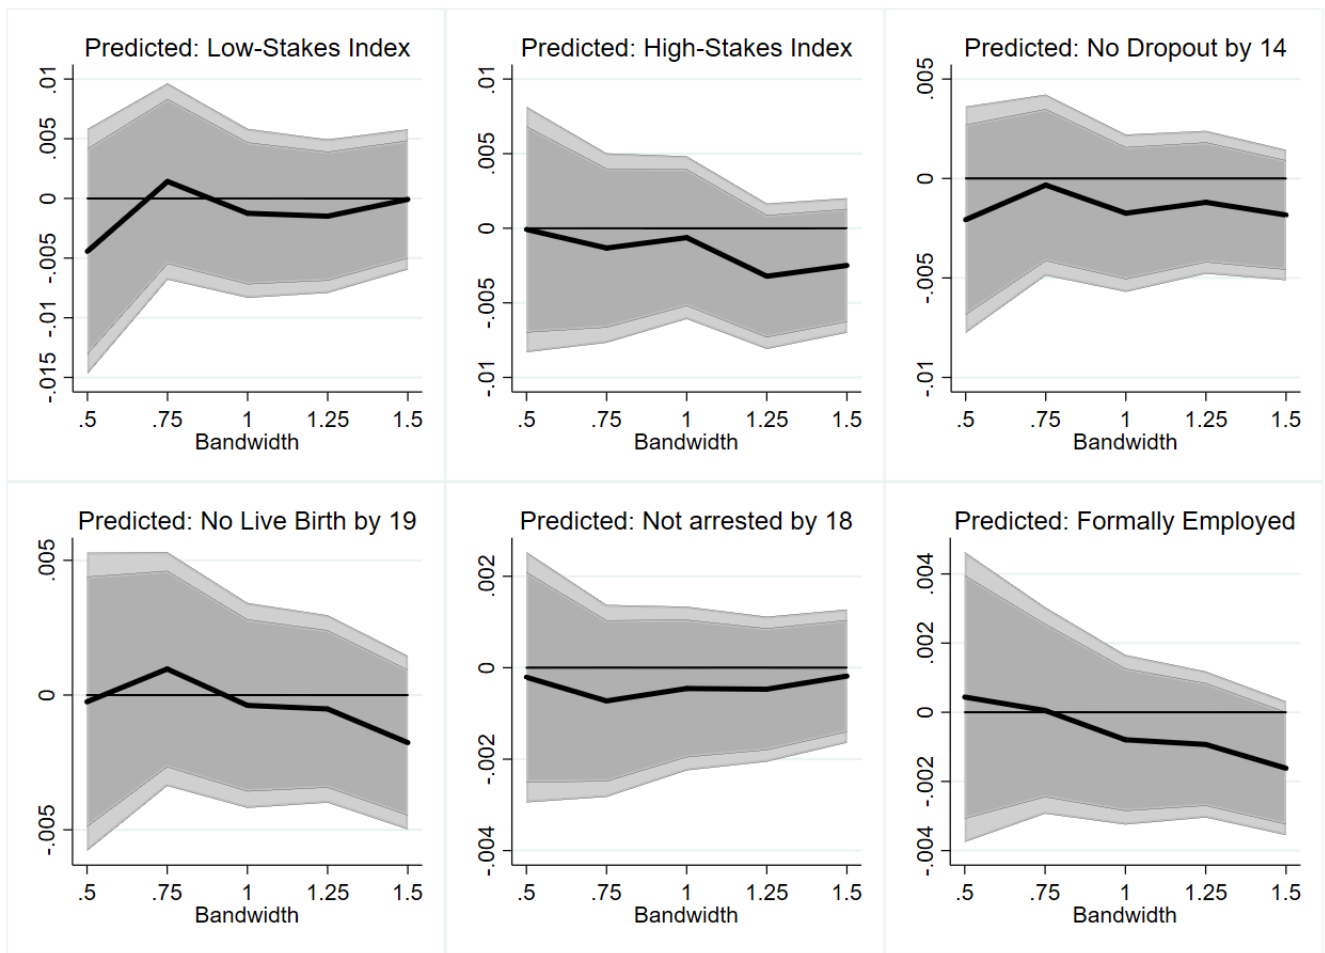 Predicted: Low-Stakes Index
.01
.005
0
-.005
-.01
-.015
.5 .75 1 1.25 1.5
Bandwidth
Predicted: High-Stakes Index
.01
.005
0
-.005
-.01
.5 .75 1 1.25 1.5
Bandwidth
Predicted: No Dropout by 14
.005
0
-.005
-.01
.5 .75 1 1.25 1.5
Bandwidth
Predicted: No Live Birth by 19
.005
0
-.005
.5 .75 1 1.25 1.5
Bandwidth
Predicted: Not arrested by 18
.002
0
-.002
-.004
.5 .75 1 1.25 1.5
Bandwidth
Predicted: Formally Employed
.004
.002
0
-.002
-.004
.5 .75 1 1.25 1.5
Bandwidth